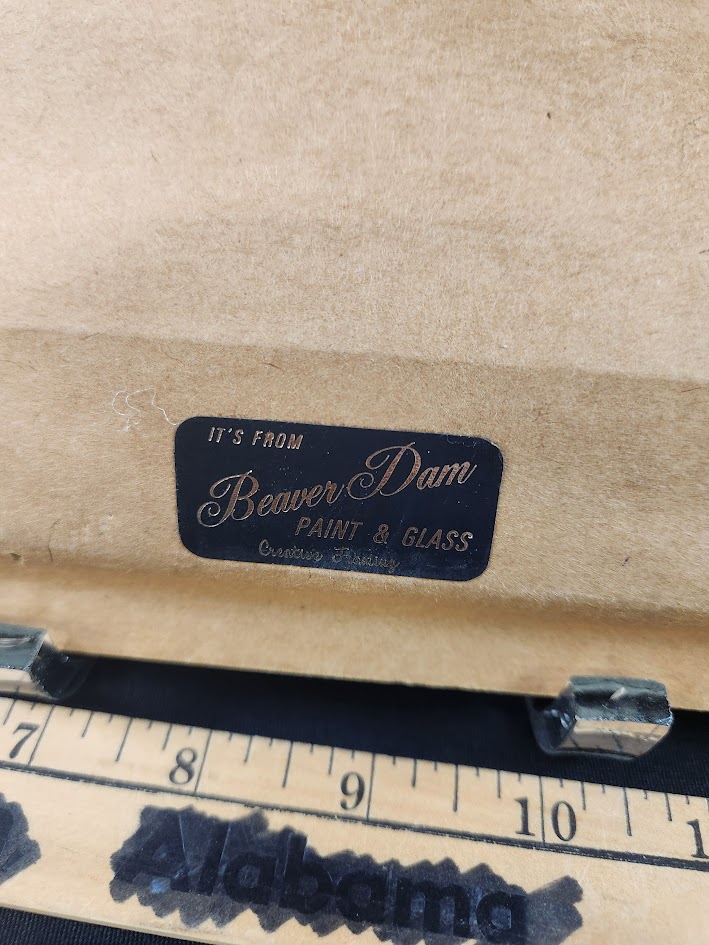 IT'S FROM
Beaver Dam
PAINT & GLASS
Creative Framing
7 8 9 10
Alabama